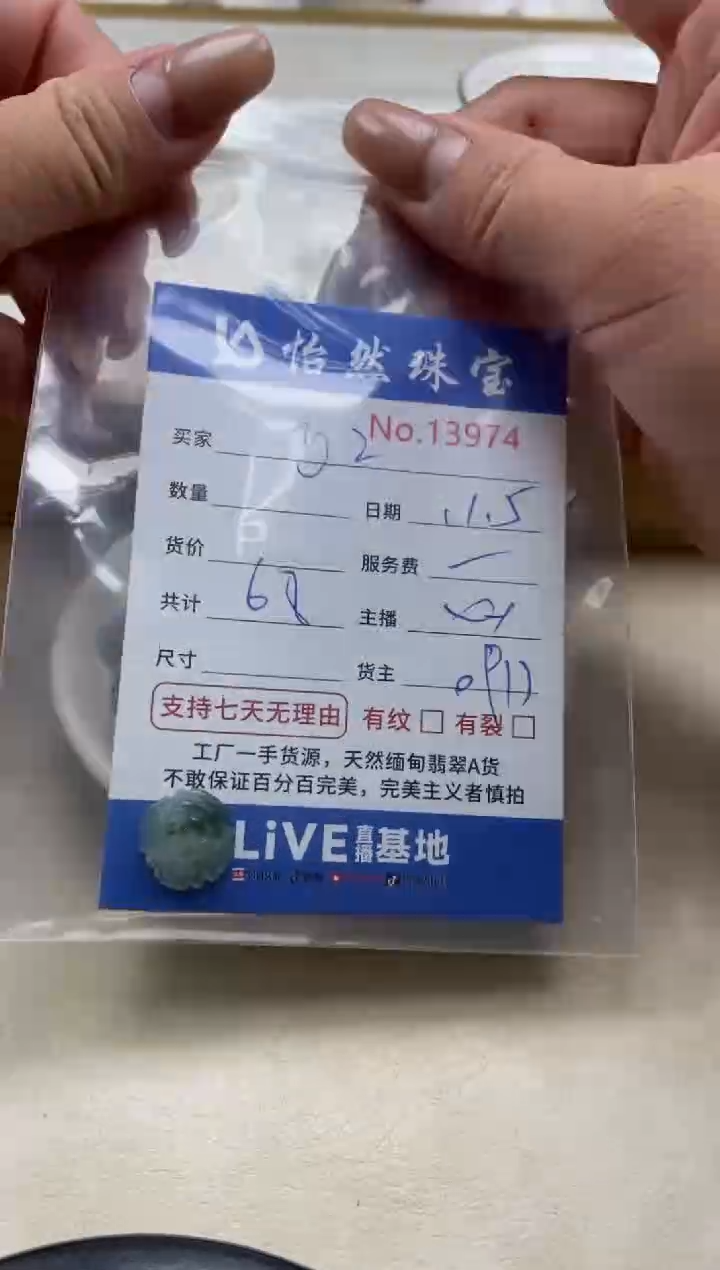 怡然珠宝
No.13974
买家
数量 日期 11.5
货价 服务费 一
共计 68 主播
尺寸 货主
支持七天无理由 有纹 有裂
工厂一手货源，天然缅甸翡翠A货
不敢保证百分百完美，完美主义者慎拍
LiVE直播基地